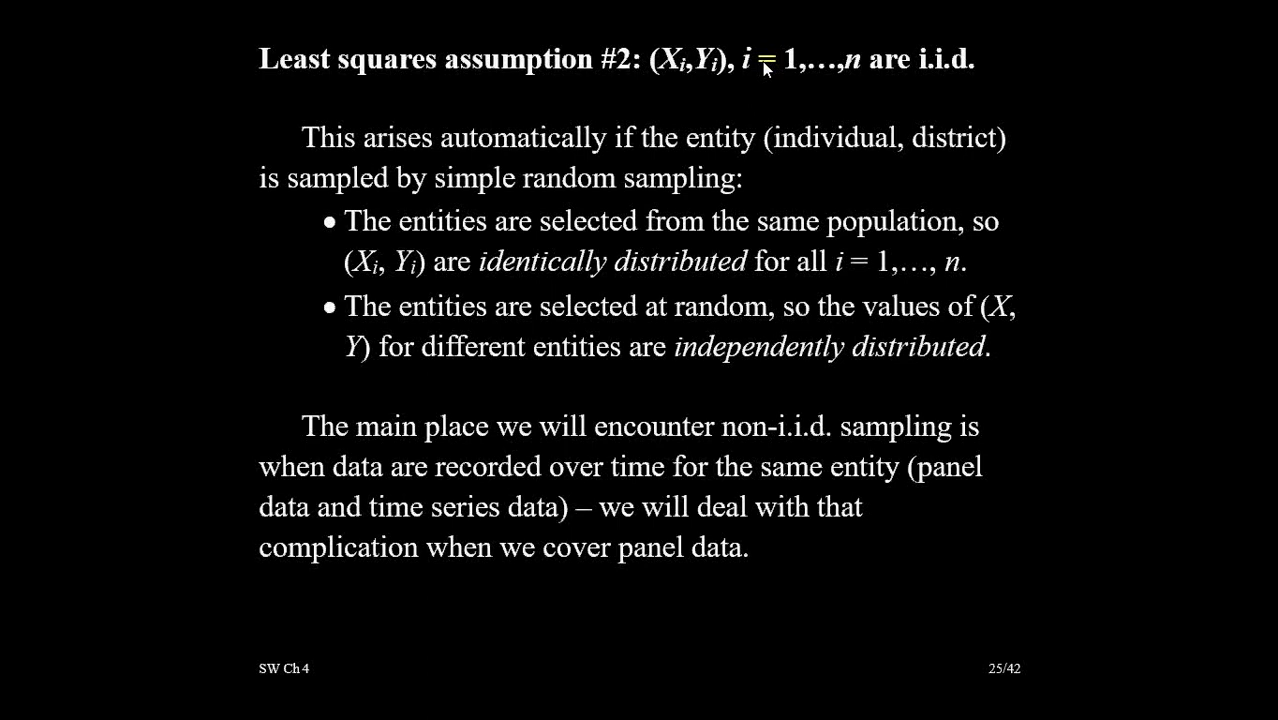 Least squares assumption #2: (Xi,Yi), i = 1,…,n are i.i.d.
This arises automatically if the entity (individual, district)
is sampled by simple random sampling:
• The entities are selected from the same population, so
(Xi, Yi) are identically distributed for all i = 1,…, n.
• The entities are selected at random, so the values of (X,
Y) for different entities are independently distributed.
The main place we will encounter non-i.i.d. sampling is
when data are recorded over time for the same entity (panel
data and time series data) – we will deal with that
complication when we cover panel data.
SW Ch 4
25/42